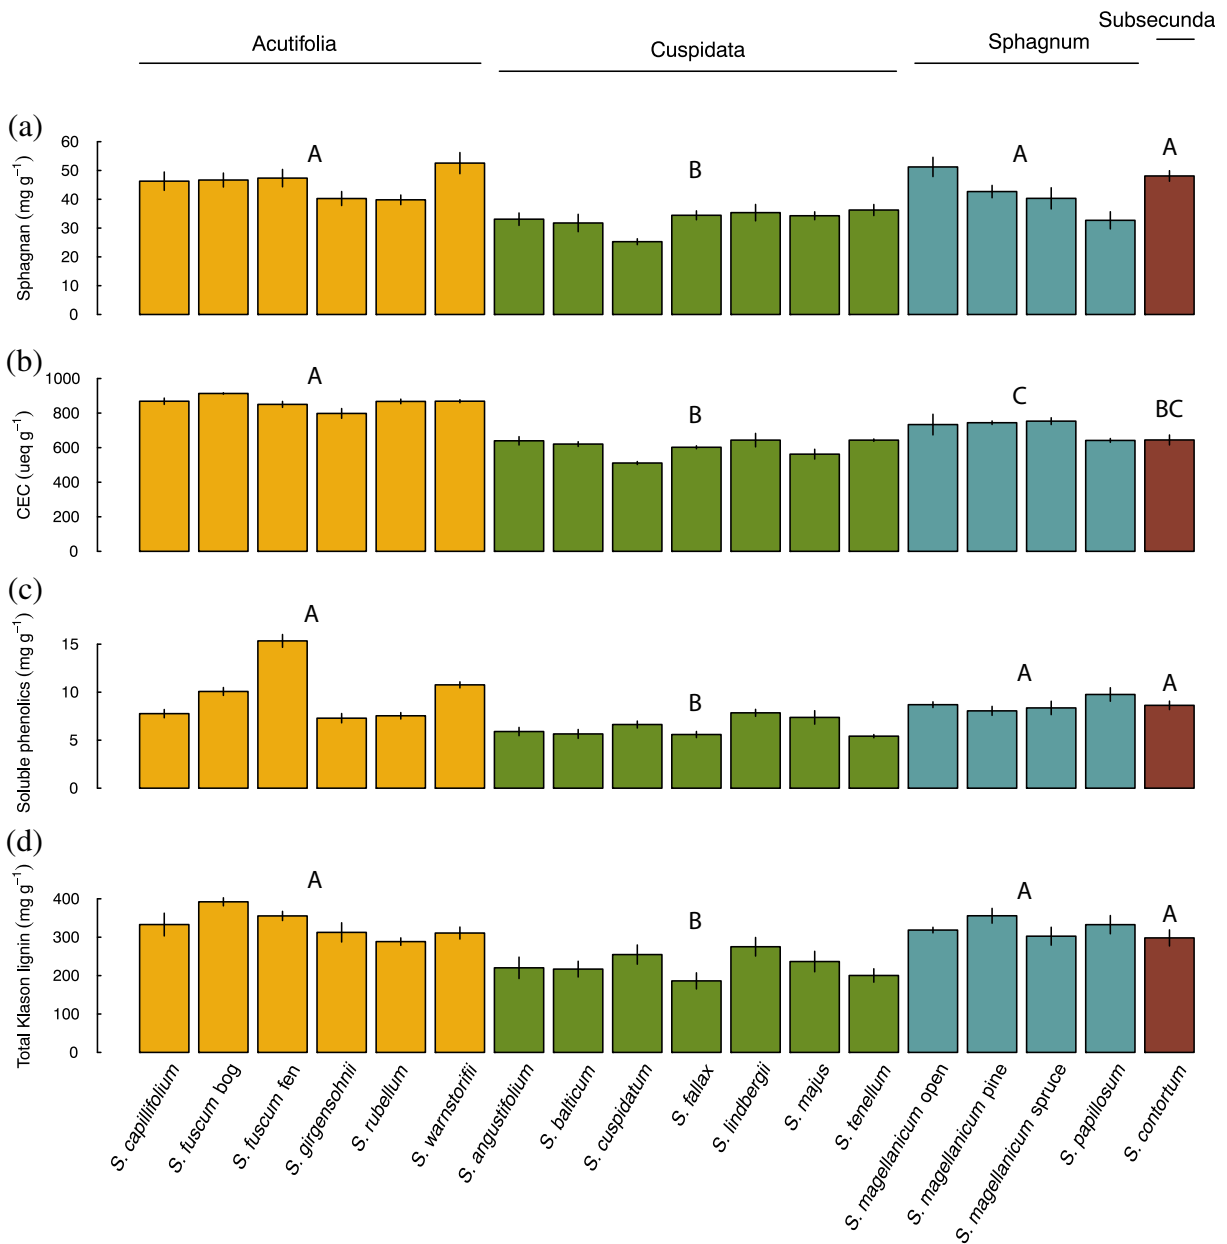 Subsecunda
Acutifolia
Cuspidata
Sphagnum
(a)
Sphagnan (mg g⁻¹)
60
50
40
30
20
10
0
A
B
A
A
(b)
CEC (ueq g⁻¹)
1000
800
600
400
200
0
A
B
C
BC
(c)
Soluble phenolics (mg g⁻¹)
15
10
5
0
A
B
A
A
(d)
Total Klason lignin (mg g⁻¹)
400
300
200
100
0
A
B
A
A
S. capillifolium
S. fuscum bog
S. fuscum fen
S. girgensohnii
S. rubellum
S. warnstorifii
S. angustifolium
S. balticum
S. cuspidatum
S. fallax
S. lindbergii
S. majus
S. tenellum
S. magellanicum open
S. magellanicum pine
S. magellanicum spruce
S. papillosum
S. contortum